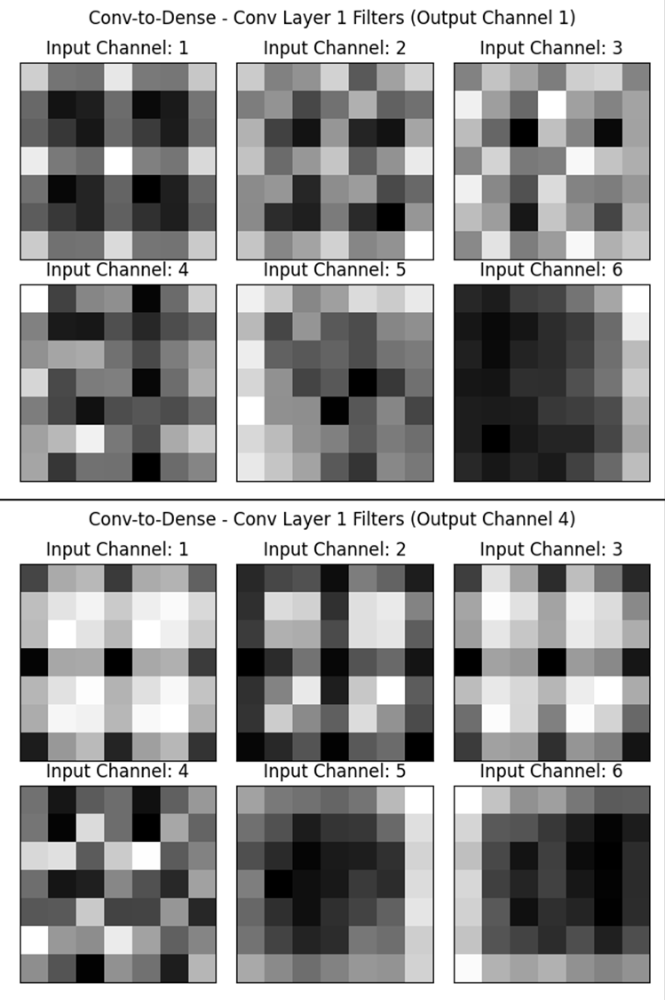 Conv-to-Dense - Conv Layer 1 Filters (Output Channel 1)
Input Channel: 1
Input Channel: 2
Input Channel: 3
Input Channel: 4
Input Channel: 5
Input Channel: 6
Conv-to-Dense - Conv Layer 1 Filters (Output Channel 4)
Input Channel: 1
Input Channel: 2
Input Channel: 3
Input Channel: 4
Input Channel: 5
Input Channel: 6